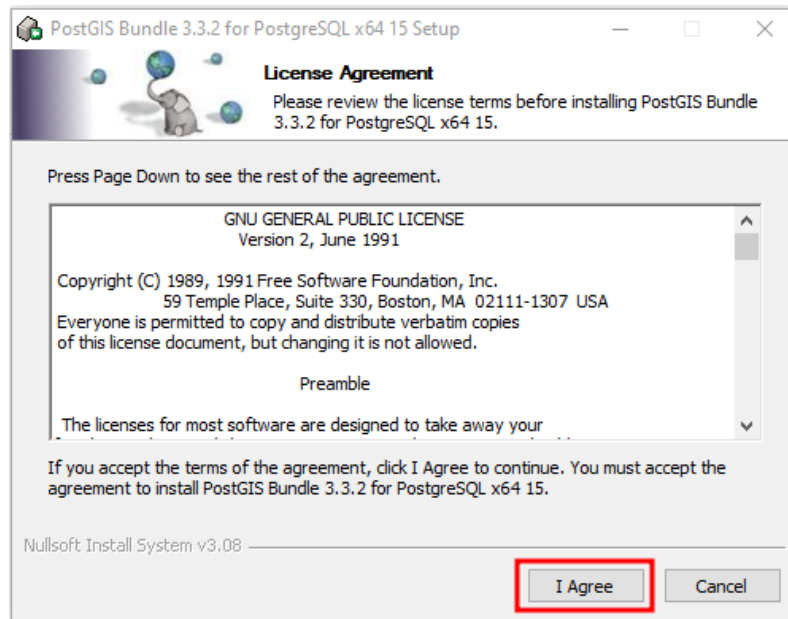 PostGIS Bundle 3.3.2 for PostgreSQL x64 15 Setup
License Agreement
Please review the license terms before installing PostGIS Bundle
3.3.2 for PostgreSQL x64 15.
Press Page Down to see the rest of the agreement.
GNU GENERAL PUBLIC LICENSE
Version 2, June 1991
Copyright (C) 1989, 1991 Free Software Foundation, Inc.
59 Temple Place, Suite 330, Boston, MA 02111-1307 USA
Everyone is permitted to copy and distribute verbatim copies
of this license document, but changing it is not allowed.
Preamble
The licenses for most software are designed to take away your
If you accept the terms of the agreement, click I Agree to continue. You must accept the
agreement to install PostGIS Bundle 3.3.2 for PostgreSQL x64 15.
Nullsoft Install System v3.08
I Agree
Cancel